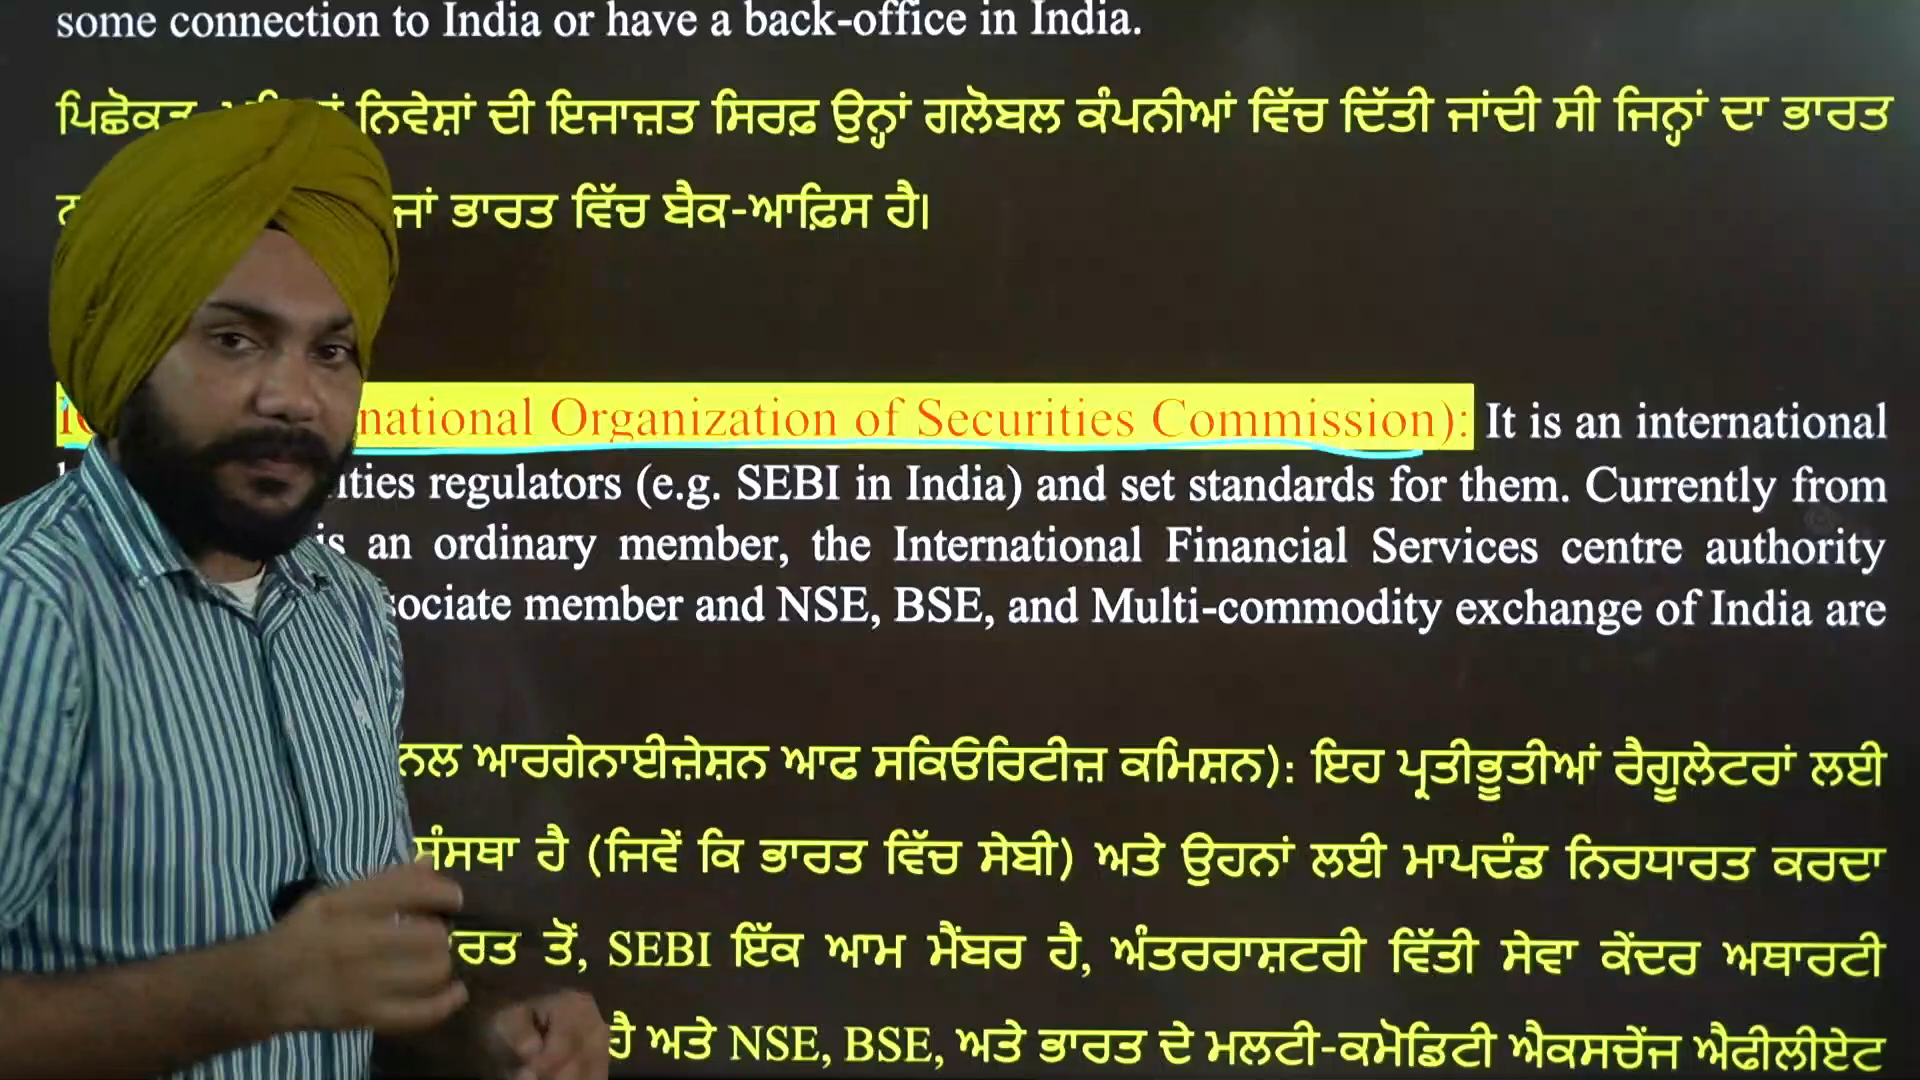 some connection to India or have a back-office in India.
ਨਿਵੇਸ਼ਾਂ ਦੀ ਇਜਾਜ਼ਤ ਸਿਰਫ਼ ਉਨ੍ਹਾਂ ਗਲੋਬਲ ਕੰਪਨੀਆਂ ਵਿੱਚ ਦਿੱਤੀ ਜਾਂਦੀ ਸੀ ਜਿਨ੍ਹਾਂ ਦਾ ਭਾਰਤ
ਜਾਂ ਭਾਰਤ ਵਿੱਚ ਬੈਕ-ਆਫ਼ਿਸ ਹੈ।
national Organization of Securities Commission): It is an international
ities regulators (e.g. SEBI in India) and set standards for them. Currently from
is an ordinary member, the International Financial Services centre authority
sociate member and NSE, BSE, and Multi-commodity exchange of India are
ਨਲ ਆਰਗੇਨਾਈਜ਼ੇਸ਼ਨ ਆਫ ਸਕਿਓਰਿਟੀਜ਼ ਕਮਿਸ਼ਨ): ਇਹ ਪ੍ਰਤੀਭੂਤੀਆਂ ਰੈਗੂਲੇਟਰਾਂ ਲਈ
ਸੰਸਥਾ ਹੈ (ਜਿਵੇਂ ਕਿ ਭਾਰਤ ਵਿੱਚ ਸੇਬੀ) ਅਤੇ ਉਹਨਾਂ ਲਈ ਮਾਪਦੰਡ ਨਿਰਧਾਰਤ ਕਰਦਾ
ਰਤ ਤੋਂ, SEBI ਇੱਕ ਆਮ ਮੈਂਬਰ ਹੈ, ਅੰਤਰਰਾਸ਼ਟਰੀ ਵਿੱਤੀ ਸੇਵਾ ਕੇਂਦਰ ਅਥਾਰਟੀ
ਹੈ ਅਤੇ NSE, BSE, ਅਤੇ ਭਾਰਤ ਦੇ ਮਲਟੀ-ਕਮੋਡਿਟੀ ਐਕਸਚੇਂਜ ਐਫੀਲੀਏਟ